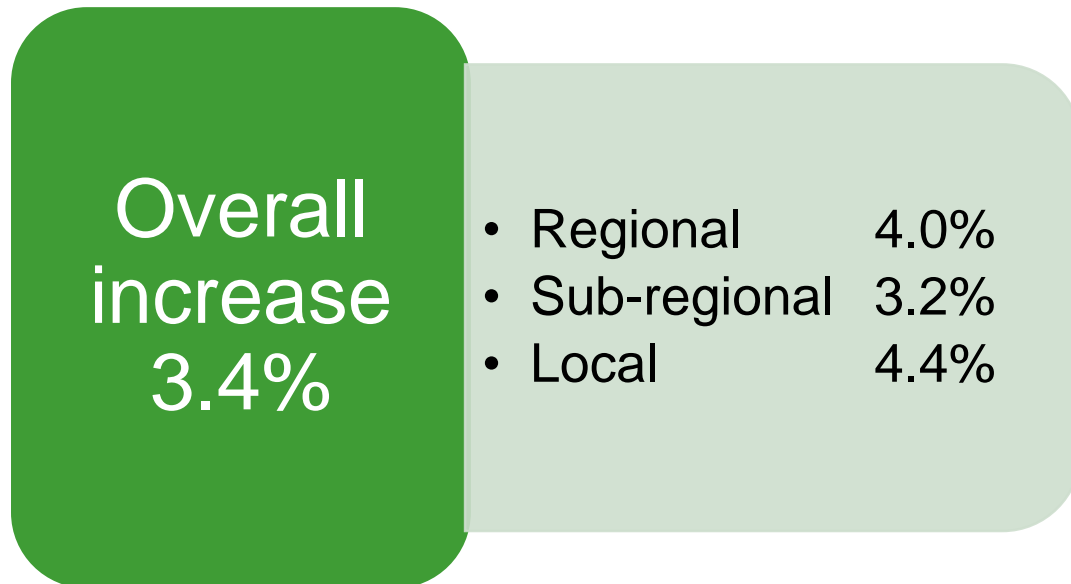 Overall
increase
3.4%
• Regional 4.0%
• Sub-regional 3.2%
• Local 4.4%